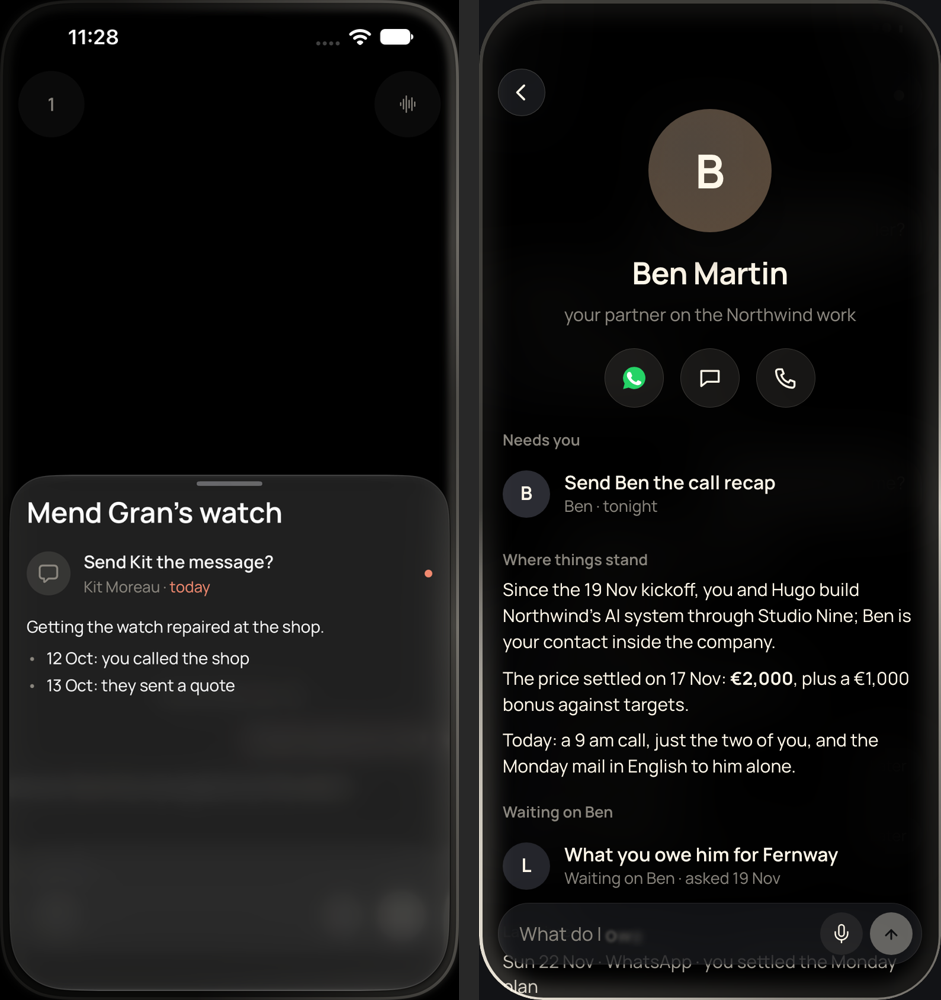 11:28
1
Mend Gran's watch
Send Kit the message?
Kit Moreau · today
Getting the watch repaired at the shop.
• 12 Oct: you called the shop
• 13 Oct: they sent a quote
B
Ben Martin
your partner on the Northwind work
Needs you
B
Send Ben the call recap
Ben · tonight
Where things stand
Since the 19 Nov kickoff, you and Hugo build
Northwind's AI system through Studio Nine; Ben is
your contact inside the company.
The price settled on 17 Nov: €2,000, plus a €1,000
bonus against targets.
Today: a 9 am call, just the two of you, and the
Monday mail in English to him alone.
Waiting on Ben
L
What you owe him for Fernway
Waiting on Ben · asked 19 Nov
What do I
Sun 22 Nov · WhatsApp · you settled the Monday
plan